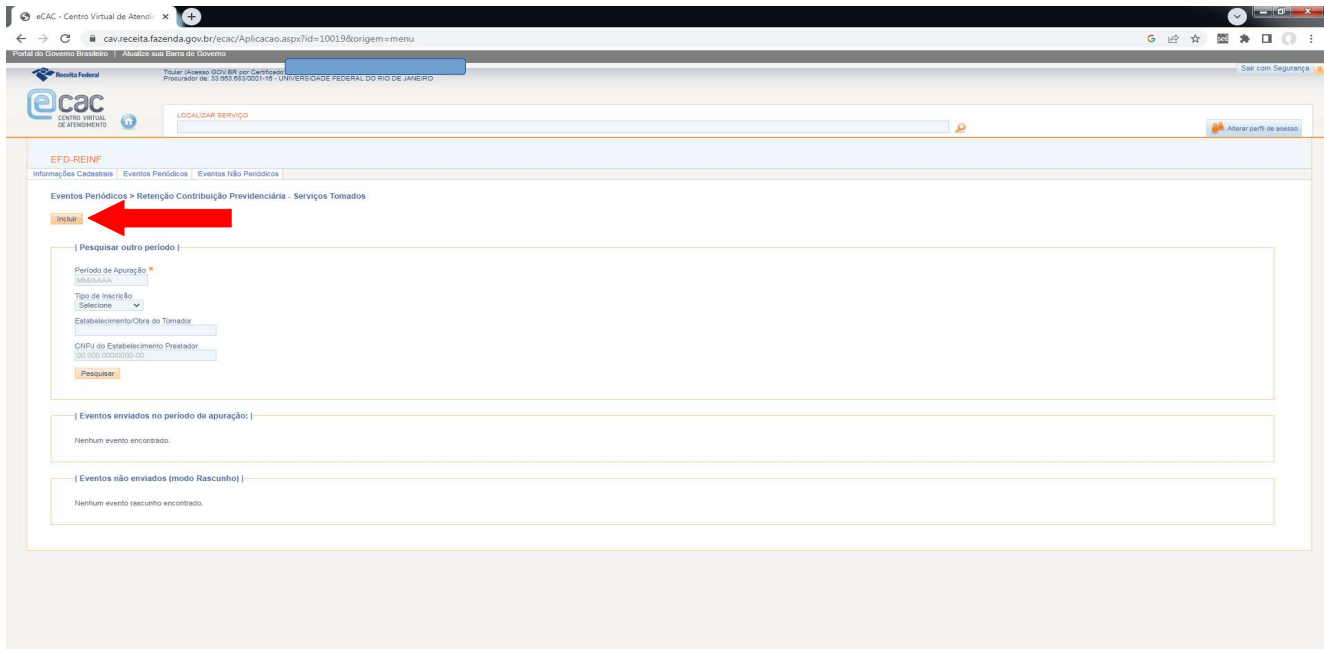 eCAC - Centro Virtual de Atendi
cav.receita.fazenda.gov.br/ecac/Aplicacao.aspx?id=10019&origem=menu
Portal do Governo Brasileiro | Atualize sua Barra de Governo
Receita Federal
Titular (Acesso GOV.BR por Certificado
Procurador de: 33.663.683/0001-16 - UNIVERSIDADE FEDERAL DO RIO DE JANEIRO
Sair com Segurança
ecac
CENTRO VIRTUAL
DE ATENDIMENTO
LOCALIZAR SERVIÇO
Alterar perfil de acesso
EFD-REINF
Informações Cadastrais Eventos Periódicos Eventos Não Periódicos
Eventos Periódicos > Retenção Contribuição Previdenciária - Serviços Tomados
Incluir
| Pesquisar outro período |
Período de Apuração
MM/AAAA
Tipo de Inscrição
Selecione
Estabelecimento/Obra do Tomador
CNPJ do Estabelecimento Prestador
00.000.000/0000-00
Pesquisar
| Eventos enviados no período de apuração: |
Nenhum evento encontrado.
| Eventos não enviados (modo Rascunho) |
Nenhum evento rascunho encontrado.